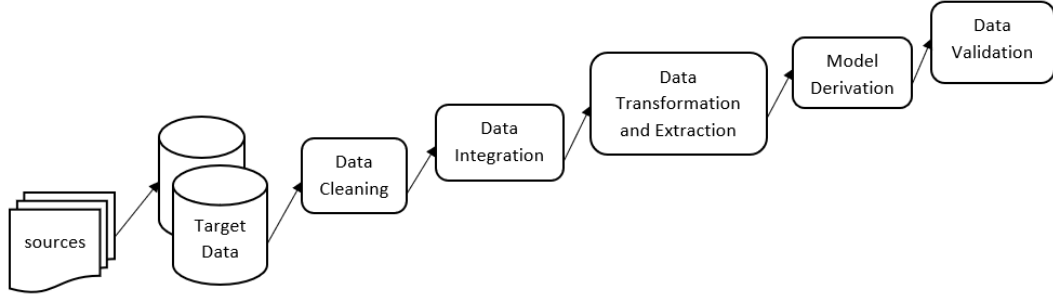 sources
Target
Data
Data
Cleaning
Data
Integration
Data
Transformation
and Extraction
Model
Derivation
Data
Validation